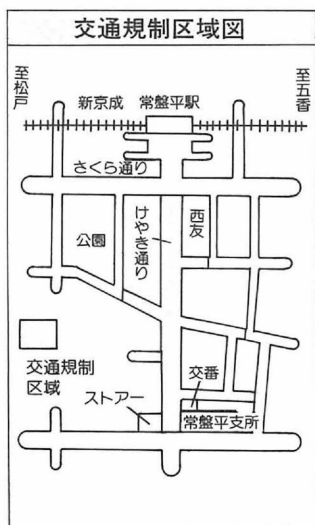 交通規制区域図
至松戸
新京成 常盤平駅
至五香
さくら通り
けやき通り
西友
公園
交通規制
区域
交番
ストアー
常盤平支所